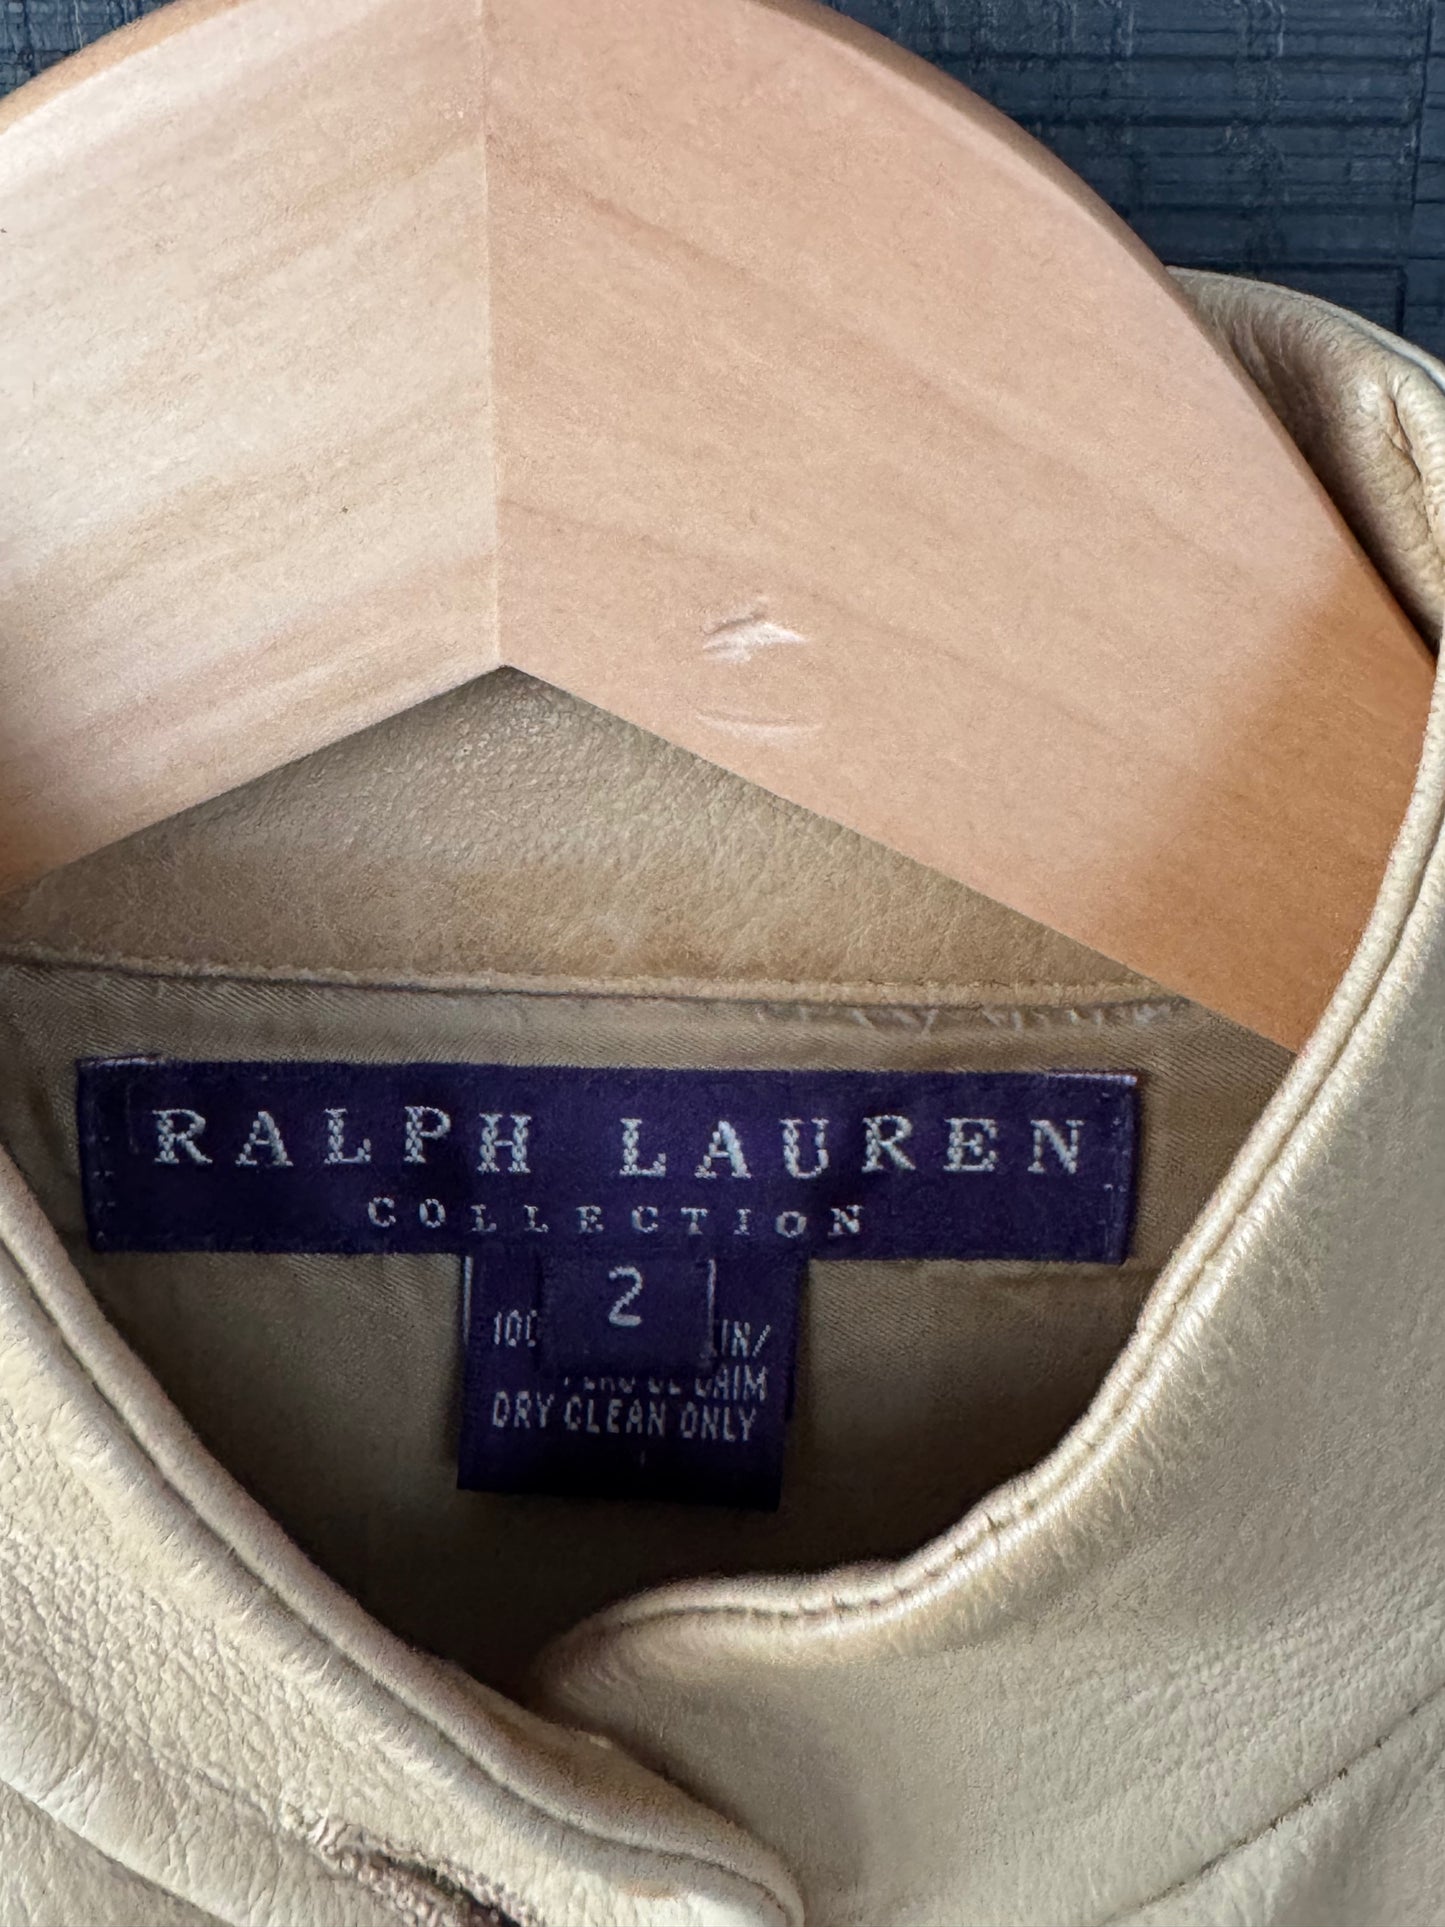 RALPH LAUREN
COLLECTION
2
DRY CLEAN ONLY